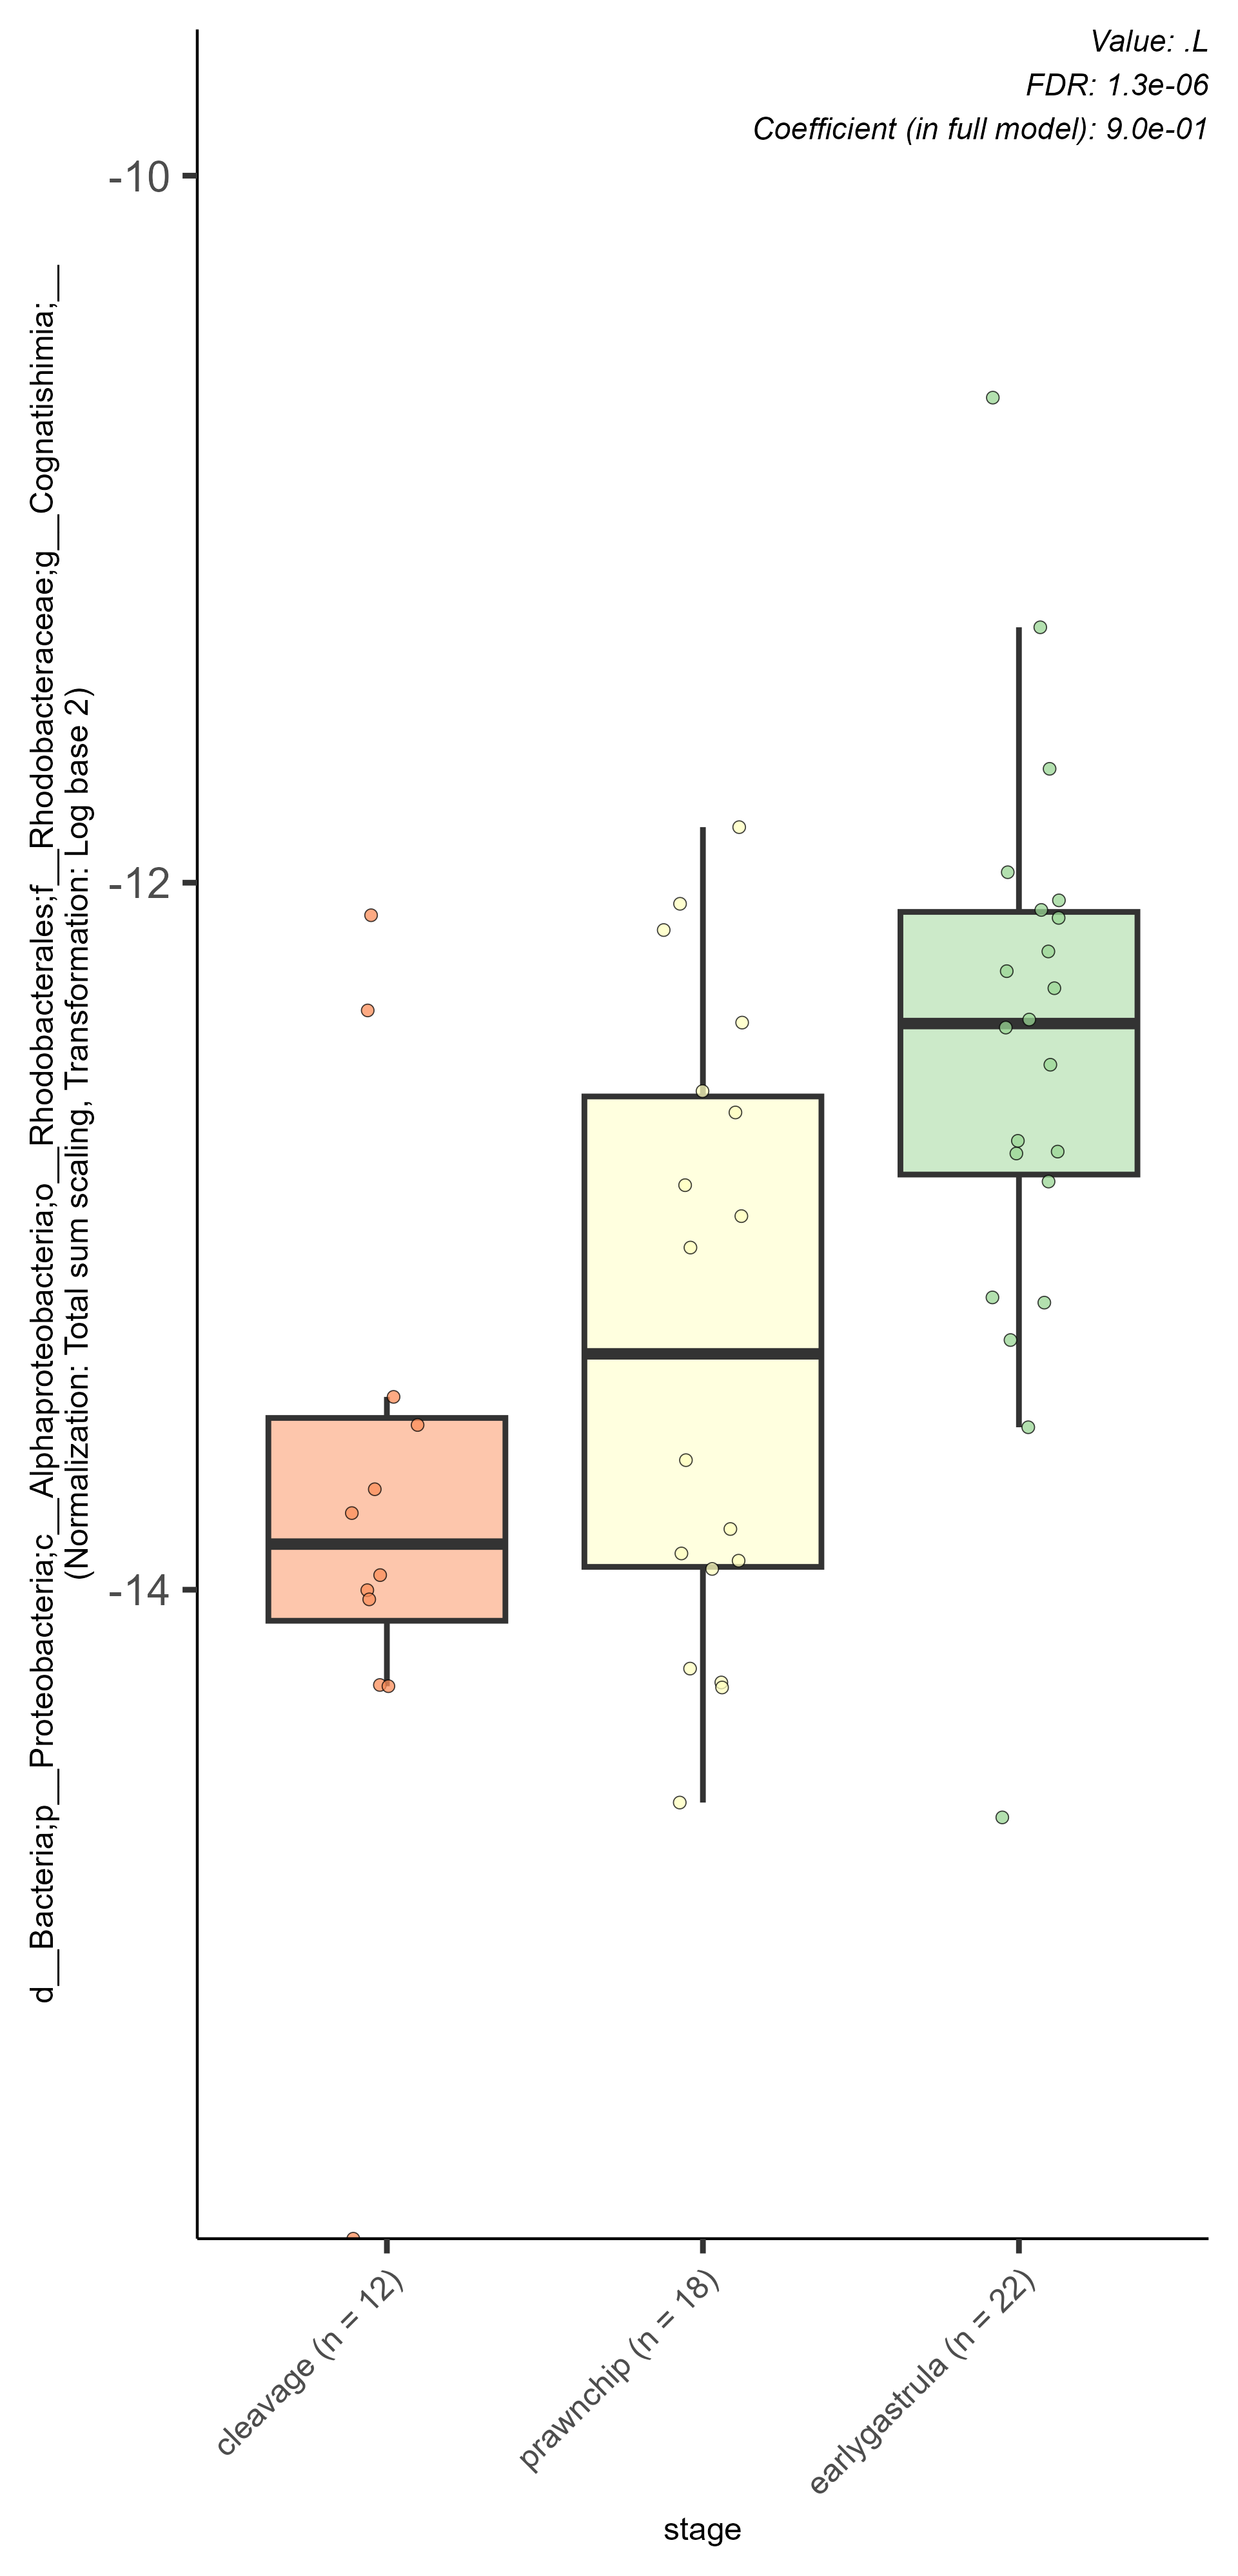 Value: .L
FDR: 1.3e-06
Coefficient (in full model): 9.0e-01
d__Bacteria;p__Proteobacteria;c__Alphaproteobacteria;o__Rhodobacterales;f__Rhodobacteraceae;g__Cognatishimia;__
(Normalization: Total sum scaling, Transformation: Log base 2)
-10
-12
-14
cleavage (n = 12)
prawnchip (n = 18)
earlygastrula (n = 22)
stage